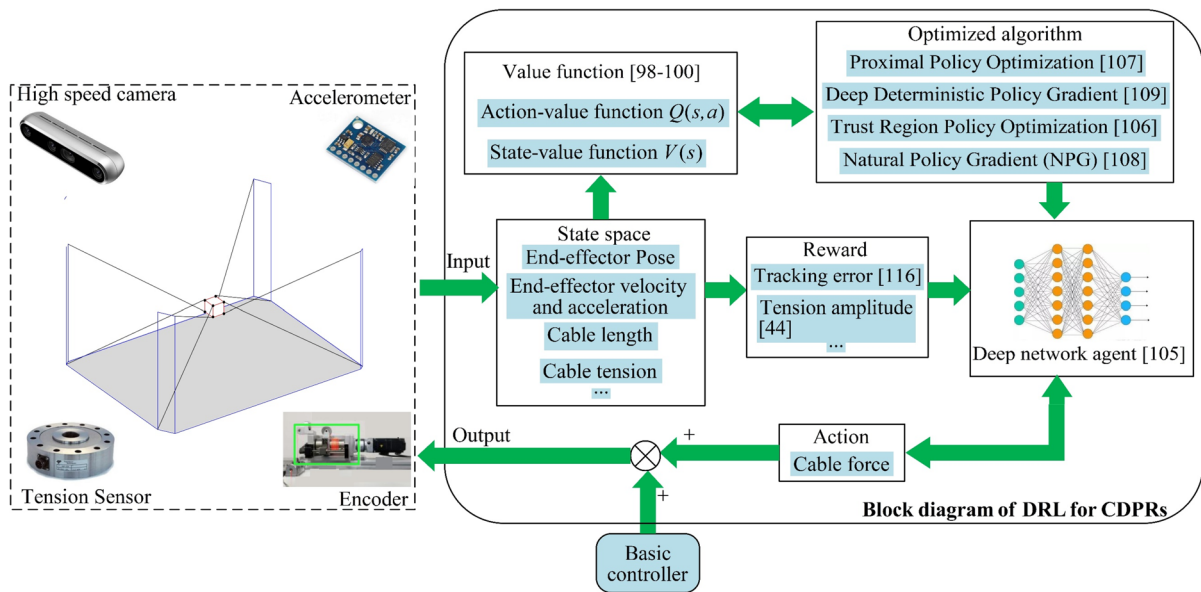 High speed camera
Accelerometer
Tension Sensor
Encoder
Input
Output
Value function [98-100]
Action-value function Q(s,a)
State-value function V(s)
Optimized algorithm
Proximal Policy Optimization [107]
Deep Deterministic Policy Gradient [109]
Trust Region Policy Optimization [106]
Natural Policy Gradient (NPG) [108]
State space
End-effector Pose
End-effector velocity
and acceleration
Cable length
Cable tension
...
Reward
Tracking error [116]
Tension amplitude
[44]
...
Deep network agent [105]
Action
Cable force
+
+
Block diagram of DRL for CDPRs
Basic
controller